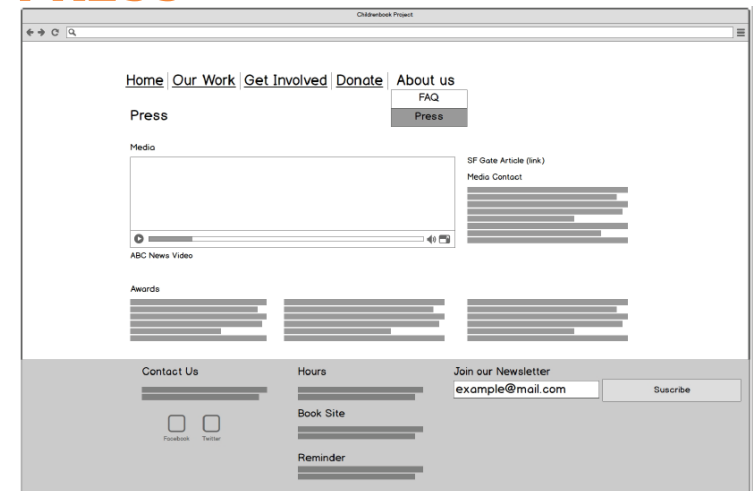 PRESS
Childrenbook Project
Home Our Work Get Involved Donate About us
FAQ
Press
Press
Media
SF Gate Article (link)
Media Contact
ABC News Video
Awards
Contact Us
Hours
Join our Newsletter
example@mail.com
Suscribe
Book Site
Facebook
Twitter
Reminder